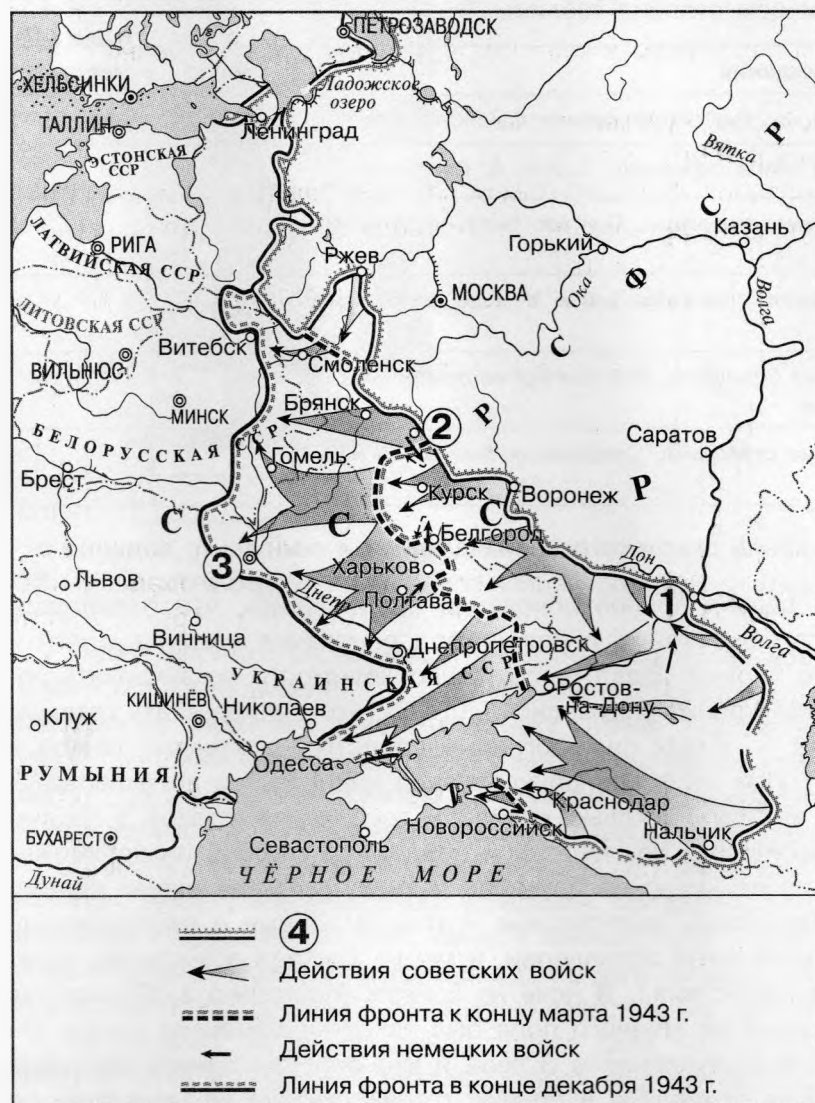 ПЕТРОЗАВОДСК
ХЕЛЬСИНКИ
Ладожское
озеро
ТАЛЛИН
Ленинград
ЭСТОНСКАЯ
ССР
Вятка
Р
С
Ф
С
Р
ЛАТВИЙСКАЯ ССР
РИГА
Ржев
МОСКВА
Горький
Казань
Ока
Волга
ЛИТОВСКАЯ ССР
Витебск
Смоленск
ВИЛЬНЮС
МИНСК
Брянск
2
Р
БЕЛОРУССКАЯ ССР
Гомель
Саратов
Брест
Курск
Воронеж
Р
С
С
С
Белгород
3
Харьков
Дон
1
Львов
Днепр
Полтава
Волга
Винница
Днепропетровск
УКРАИНСКАЯ ССР
КИШИНЁВ
Николаев
Ростов-
на-Дону
Клуж
Одесса
РУМЫНИЯ
Краснодар
Новороссийск
Нальчик
БУХАРЕСТ
Севастополь
Дунай
ЧЁРНОЕ МОРЕ
4
Действия советских войск
Линия фронта к концу марта 1943 г.
Действия немецких войск
Линия фронта в конце декабря 1943 г.